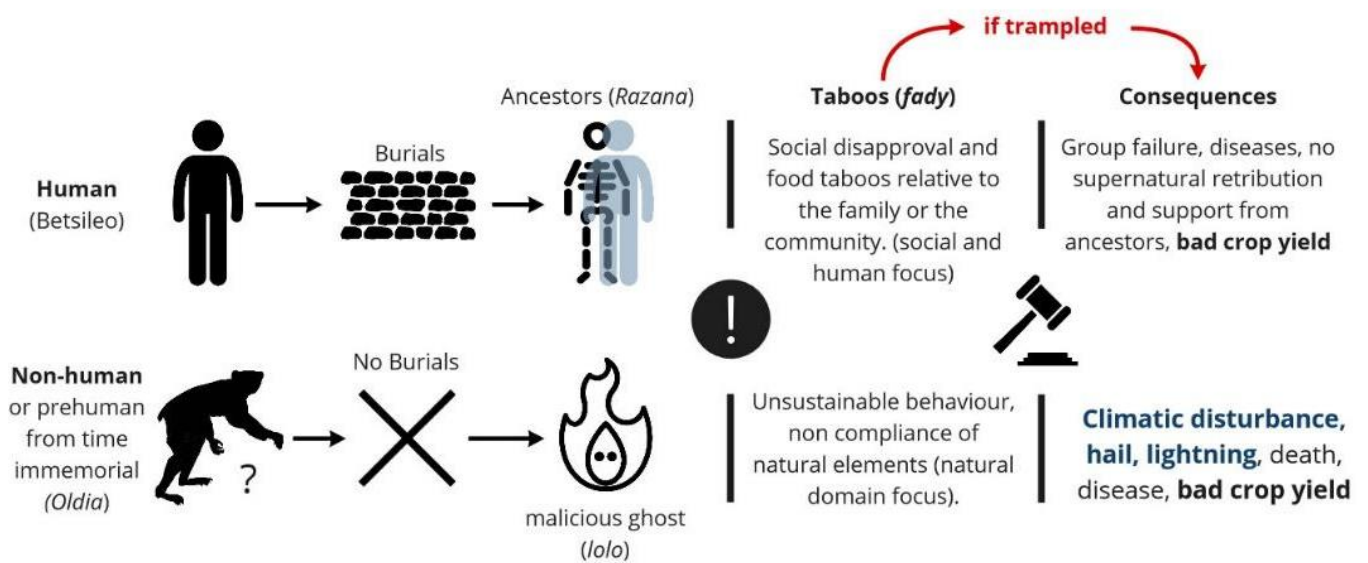 if trampled
Ancestors (Razana)
Taboos (fady)
Consequences
Human
(Betsileo)
Burials
Social disapproval and
food taboos relative to
the family or the
community. (social and
human focus)
Group failure, diseases, no
supernatural retribution
and support from
ancestors, bad crop yield
!
Non-human
or prehuman
from time
immemorial
(Oldia)
?
No Burials
malicious ghost
(lolo)
Unsustainable behaviour,
non compliance of
natural elements (natural
domain focus).
Climatic disturbance,
hail, lightning, death,
disease, bad crop yield